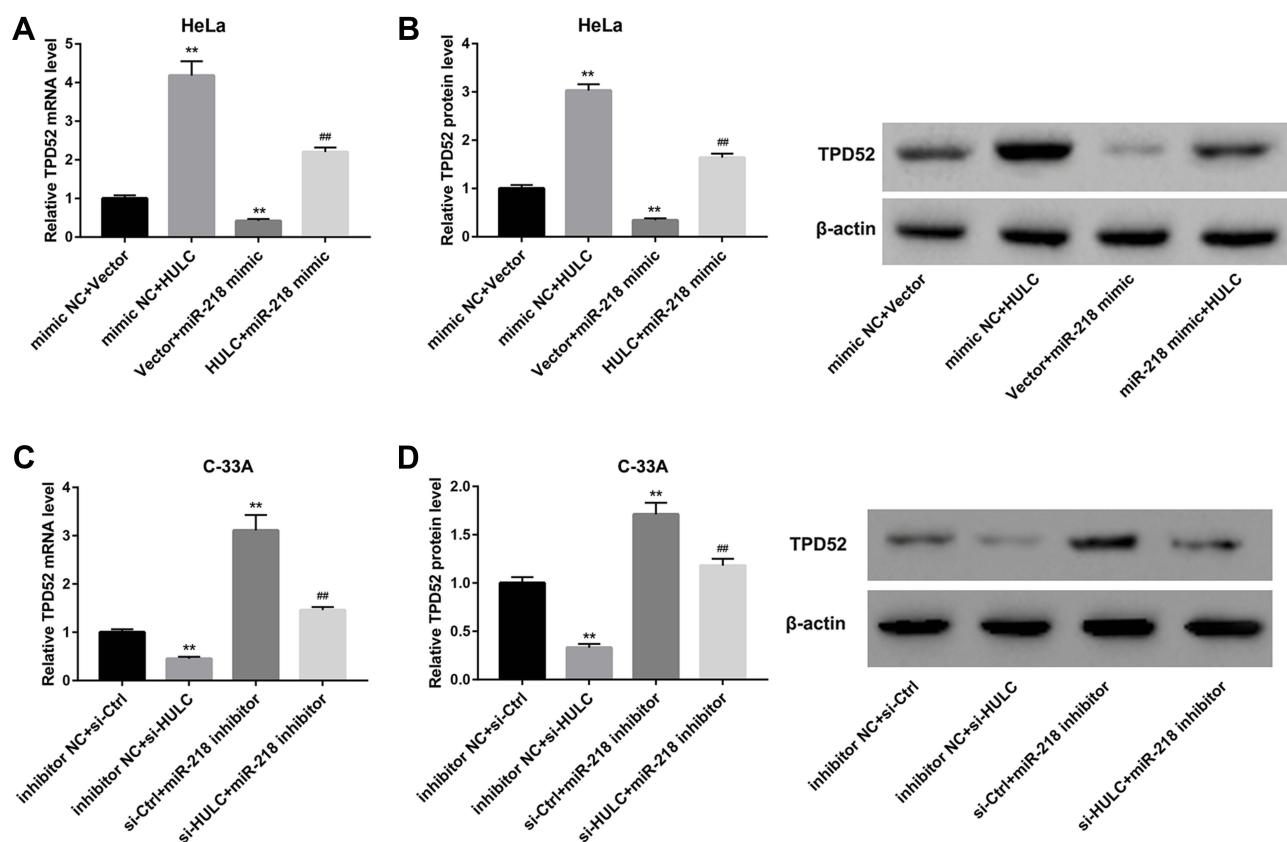 A
HeLa
Relative TPD52 mRNA level
5
4
3
2
1
0
**
**
##
mimic NC+Vector
mimic NC+HULC
Vector+miR-218 mimic
HULC+miR-218 mimic
B
HeLa
Relative TPD52 protein level
4
3
2
1
0
**
**
##
mimic NC+Vector
mimic NC+HULC
Vector+miR-218 mimic
HULC+miR-218 mimic
TPD52
β-actin
mimic NC+Vector
mimic NC+HULC
Vector+miR-218 mimic
miR-218 mimic+HULC
C
C-33A
Relative TPD52 mRNA level
4
3
2
1
0
**
**
##
inhibitor NC+si-Ctrl
inhibitor NC+si-HULC
si-Ctrl+miR-218 inhibitor
si-HULC+miR-218 inhibitor
D
C-33A
Relative TPD52 protein level
2.0
1.5
1.0
0.5
0.0
**
**
##
inhibitor NC+si-Ctrl
inhibitor NC+si-HULC
si-Ctrl+miR-218 inhibitor
si-HULC+miR-218 inhibitor
TPD52
β-actin
inhibitor NC+si-Ctrl
inhibitor NC+si-HULC
si-Ctrl+miR-218 inhibitor
si-HULC+miR-218 inhibitor